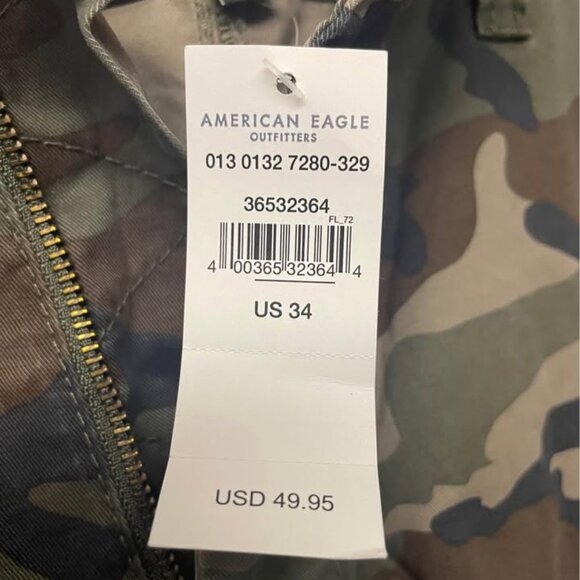 AMERICAN EAGLE
OUTFITTERS
013 0132 7280-329
36532364
FL_72
4 00365 32364 4
US 34
USD 49.95